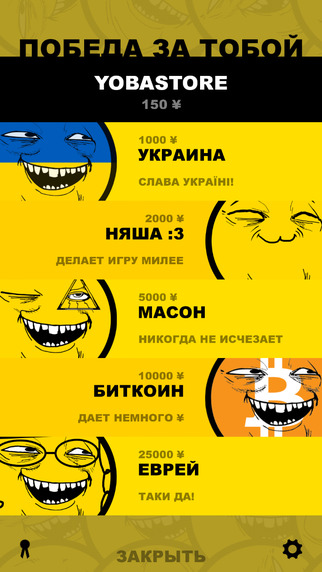 ПОБЕДА ЗА ТОБОЙ
YOBASTORE
150 ¥
1000 ¥
УКРАИНА
СЛАВА УКРАЇНІ!
2000 ¥
НЯША :3
ДЕЛАЕТ ИГРУ МИЛЕЕ
5000 ¥
МАСОН
НИКОГДА НЕ ИСЧЕЗАЕТ
10000 ¥
БИТКОИН
ДАЕТ НЕМНОГО ¥
25000 ¥
ЕВРЕЙ
ТАКИ ДА!
ЗАКРЫТЬ